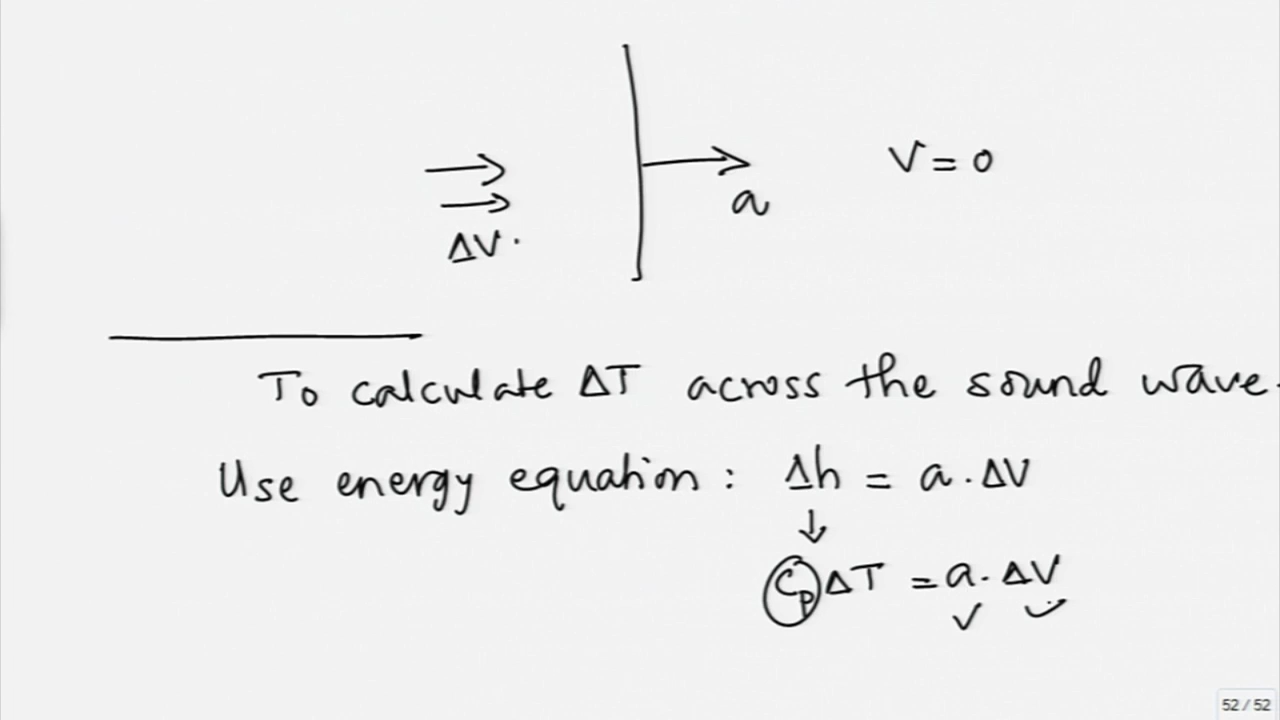 V = 0
a
ΔV.
To calculate ΔT across the sound wave.
Use energy equation : Δh = a . ΔV
↓
Cp ΔT = a . ΔV
52 / 52